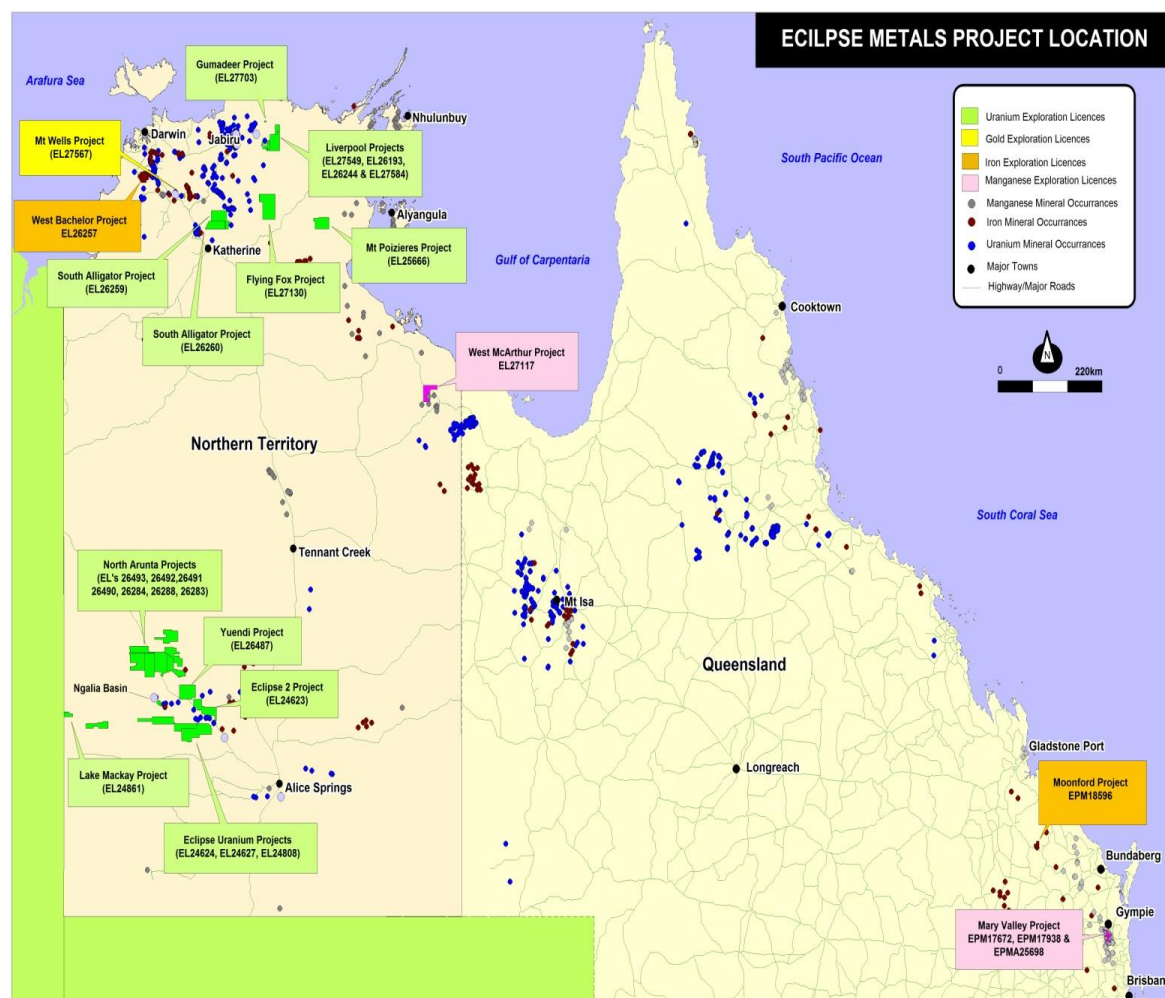 ECILPSE METALS PROJECT LOCATION
Arafura Sea
Gumadeer Project
(EL27703)
Nhulunbuy
Darwin
Jabiru
Mt Wells Project
(EL27567)
Liverpool Projects
(EL27549, EL26193,
EL26244 & EL27584)
West Bachelor Project
EL26257
Alyangula
Katherine
Mt Poizieres Project
(EL25666)
South Alligator Project
(EL26259)
Flying Fox Project
(EL27130)
South Alligator Project
(EL26260)
Gulf of Carpentaria
South Pacific Ocean
Uranium Exploration Licences
Gold Exploration Licences
Iron Exploration Licences
Manganese Exploration Licences
Manganese Mineral Occurrances
Iron Mineral Occurrances
Uranium Mineral Occurrances
Major Towns
Highway/Major Roads
N
0 220km
Cooktown
West McArthur Project
EL27117
Northern Territory
South Coral Sea
Tennant Creek
North Arunta Projects
(EL's 26493, 26492,26491
26490, 26284, 26288, 26283)
Mt Isa
Yuendi Project
(EL26487)
Queensland
Ngalia Basin
Eclipse 2 Project
(EL24623)
Lake Mackay Project
(EL24861)
Alice Springs
Longreach
Gladstone Port
Moonford Project
EPM18596
Eclipse Uranium Projects
(EL24624, EL24627, EL24808)
Bundaberg
Gympie
Mary Valley Project
EPM17672, EPM17938 &
EPMA25698
Brisban